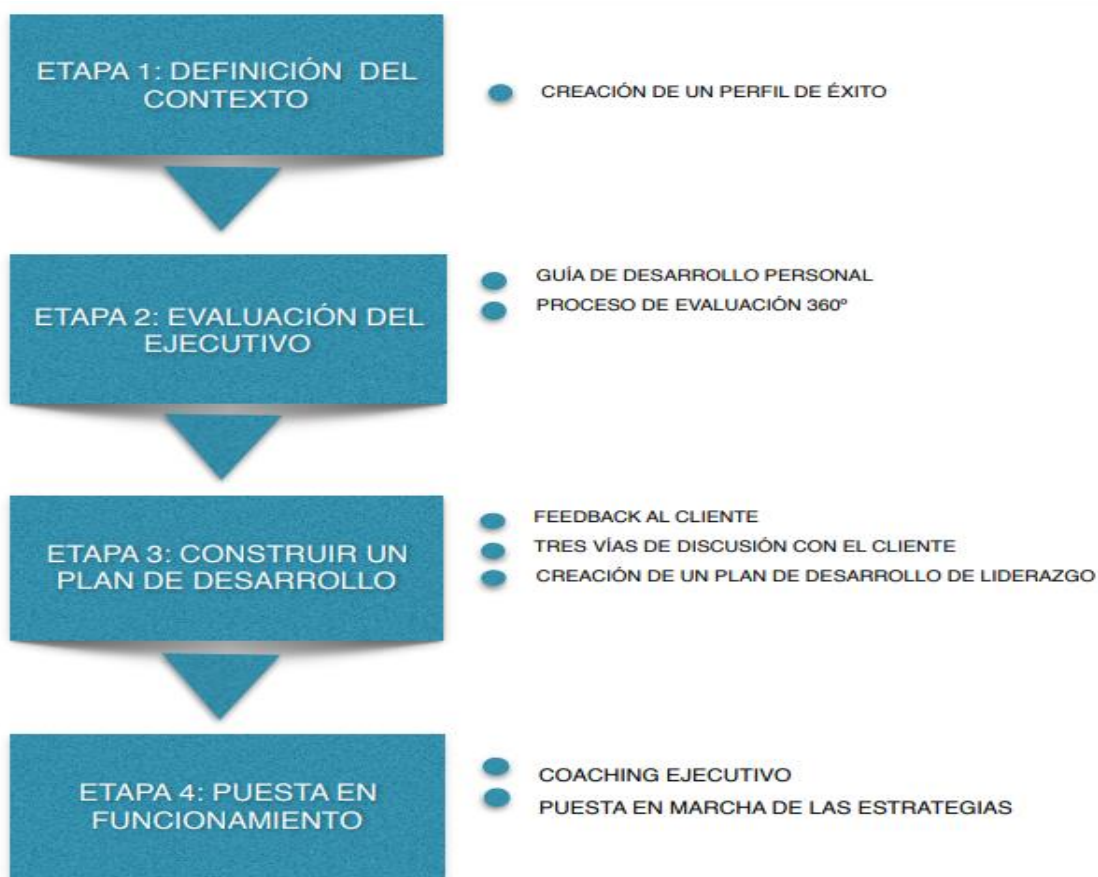 ETAPA 1: DEFINICIÓN DEL
CONTEXTO
CREACIÓN DE UN PERFIL DE ÉXITO
ETAPA 2: EVALUACIÓN DEL
EJECUTIVO
GUÍA DE DESARROLLO PERSONAL
PROCESO DE EVALUACIÓN 360º
ETAPA 3: CONSTRUIR UN
PLAN DE DESARROLLO
FEEDBACK AL CLIENTE
TRES VÍAS DE DISCUSIÓN CON EL CLIENTE
CREACIÓN DE UN PLAN DE DESARROLLO DE LIDERAZGO
ETAPA 4: PUESTA EN
FUNCIONAMIENTO
COACHING EJECUTIVO
PUESTA EN MARCHA DE LAS ESTRATEGIAS